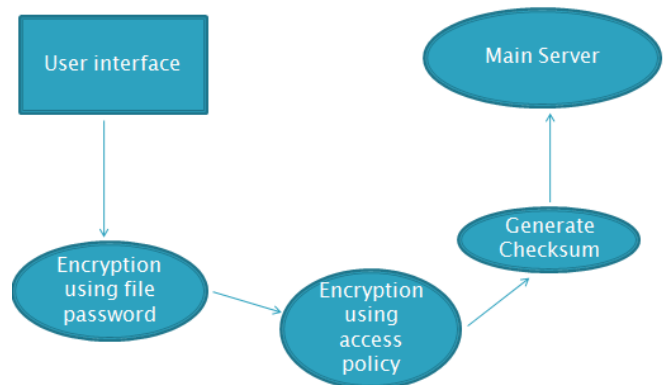 User interface
Main Server
Encryption
using file
password
Encryption
using
access
policy
Generate
Checksum